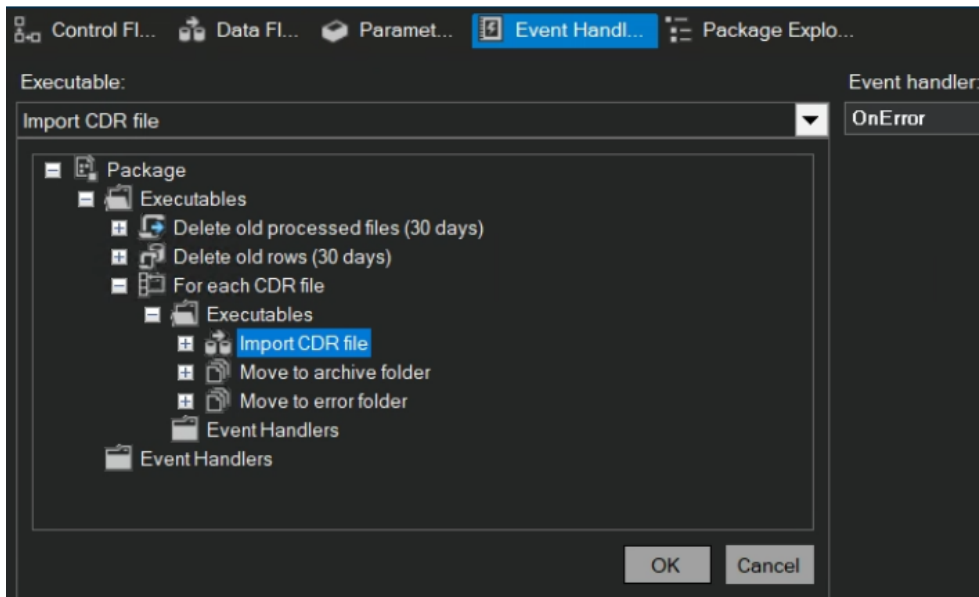 Control Fl... Data Fl... Paramet... Event Handl... Package Explo...
Executable: Event handler:
Import CDR file OnError
Package
Executables
Delete old processed files (30 days)
Delete old rows (30 days)
For each CDR file
Executables
Import CDR file
Move to archive folder
Move to error folder
Event Handlers
Event Handlers
OK Cancel